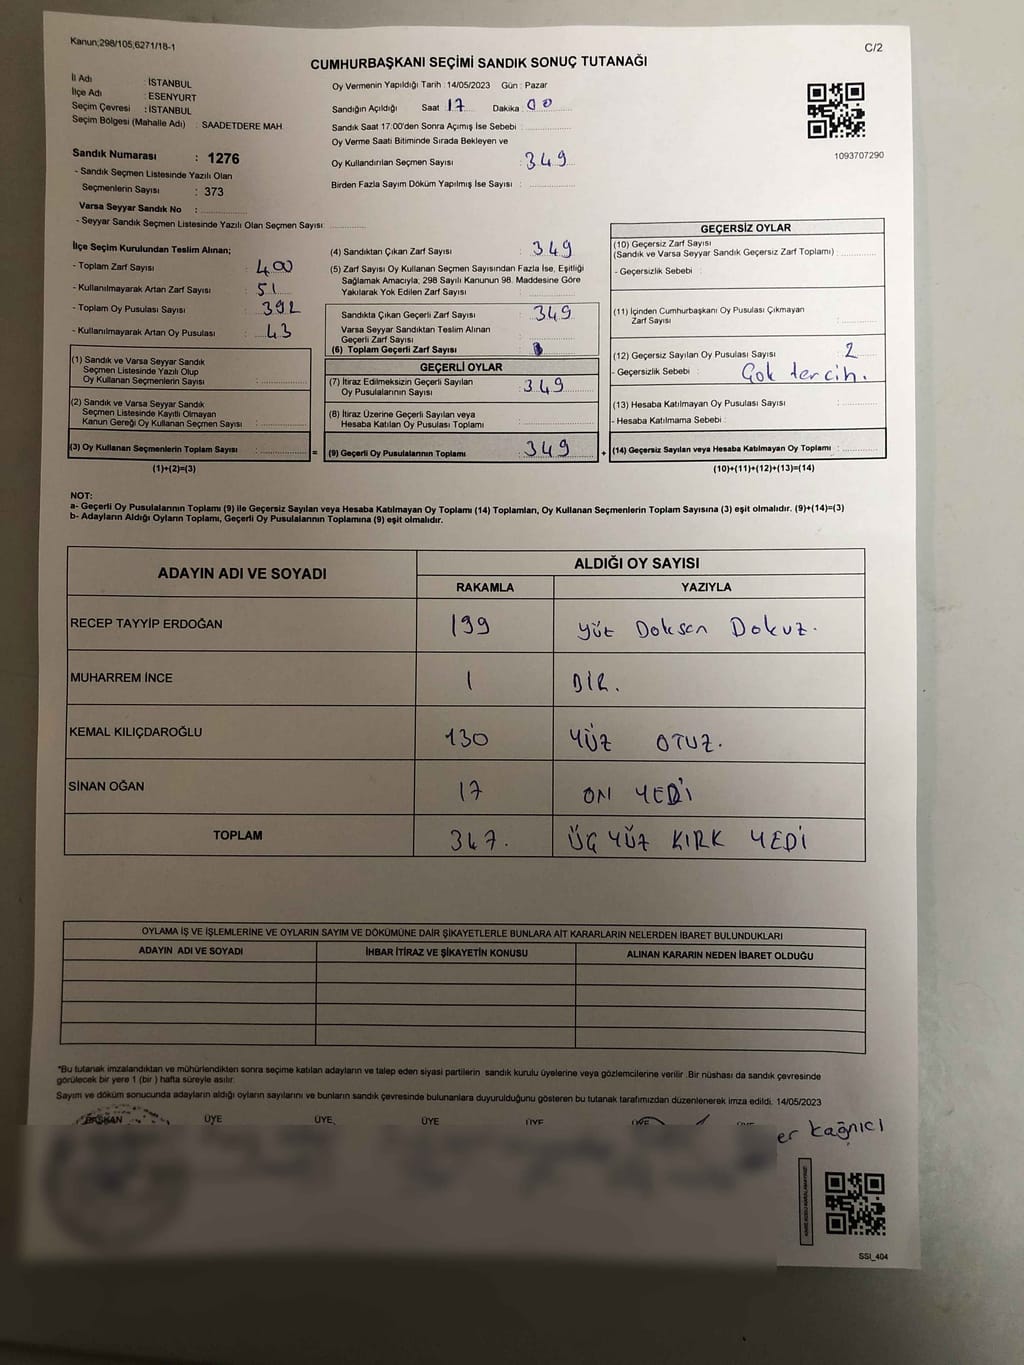 Kanun;298/105,6271/18-1
C/2
CUMHURBAŞKANI SEÇİMİ SANDIK SONUÇ TUTANAĞI
İl Adı : İSTANBUL
İlçe Adı : ESENYURT
Seçim Çevresi : İSTANBUL
Seçim Bölgesi (Mahalle Adı) : SAADETDERE MAH.
Sandık Numarası : 1276
- Sandık Seçmen Listesinde Yazılı Olan
Seçmenlerin Sayısı : 373
Varsa Seyyar Sandık No :
- Seyyar Sandık Seçmen Listesinde Yazılı Olan Seçmen Sayısı:
Oy Vermenin Yapıldığı Tarih : 14/05/2023 Gün : Pazar
Sandığın Açıldığı Saat 17 Dakika 00
Sandık Saat 17:00'den Sonra Açımış İse Sebebi :
Oy Verme Saati Bitiminde Sırada Bekleyen ve
Oy Kullandırılan Seçmen Sayısı : 349
Birden Fazla Sayım Döküm Yapılmış İse Sayısı :
1093707290
İlçe Seçim Kurulundan Teslim Alınan;
- Toplam Zarf Sayısı : 400
- Kullanılmayarak Artan Zarf Sayısı : 51
- Toplam Oy Pusulası Sayısı : 392
- Kullanılmayarak Artan Oy Pusulası : 43
(1) Sandık ve Varsa Seyyar Sandık
Seçmen Listesinde Yazılı Olup
Oy Kullanan Seçmenlerin Sayısı :
(2) Sandık ve Varsa Seyyar Sandık
Seçmen Listesinde Kayıtlı Olmayan
Kanun Gereği Oy Kullanan Seçmen Sayısı :
(3) Oy Kullanan Seçmenlerin Toplam Sayısı :
(1)+(2)=(3)
(4) Sandıktan Çıkan Zarf Sayısı : 349
(5) Zarf Sayısı Oy Kullanan Seçmen Sayısından Fazla İse, Eşitliği
Sağlamak Amacıyla, 298 Sayılı Kanunun 98. Maddesine Göre
Yakılarak Yok Edilen Zarf Sayısı :
Sandıkta Çıkan Geçerli Zarf Sayısı : 349
Varsa Seyyar Sandıktan Teslim Alınan
Geçerli Zarf Sayısı :
(6) Toplam Geçerli Zarf Sayısı :
GEÇERLİ OYLAR
(7) İtiraz Edilmeksizin Geçerli Sayılan
Oy Pusulasının Sayısı : 349
(8) İtiraz Üzerine Geçerli Sayılan veya
Hesaba Katılan Oy Pusulası Toplamı :
= (9) Geçerli Oy Pusulalarının Toplamı : 349 +
GEÇERSİZ OYLAR
(10) Geçersiz Zarf Sayısı
(Sandık ve Varsa Seyyar Sandık Geçersiz Zarf Toplamı) :
- Geçersizlik Sebebi :
(11) İçinden Cumhurbaşkanı Oy Pusulası Çıkmayan
Zarf Sayısı :
(12) Geçersiz Sayılan Oy Pusulası Sayısı : 2
- Geçersizlik Sebebi : Çok tercih.
(13) Hesaba Katılmayan Oy Pusulası Sayısı :
- Hesaba Katılmama Sebebi :
(14) Geçersiz Sayılan veya Hesaba Katılmayan Oy Toplamı :
(10)+(11)+(12)+(13)=(14)
NOT:
a- Geçerli Oy Pusulalarının Toplamı (9) ile Geçersiz Sayılan veya Hesaba Katılmayan Oy Toplamı (14) Toplamları, Oy Kullanan Seçmenlerin Toplam Sayısına (3) eşit olmalıdır. (9)+(14)=(3)
b- Adayların Aldığı Oyların Toplamı, Geçerli Oy Pusulalarının Toplamına (9) eşit olmalıdır.
ADAYIN ADI VE SOYADI ALDIĞI OY SAYISI
RAKAMLA YAZIYLA
RECEP TAYYİP ERDOĞAN 199 Yüz Doksan Dokuz.
MUHARREM İNCE 1 BİR.
KEMAL KILIÇDAROĞLU 130 YÜZ OTUZ.
SİNAN OĞAN 17 ON YEDİ
TOPLAM 347. ÜÇ YÜZ KIRK YEDİ
OYLAMA İŞ VE İŞLEMLERİNE VE OYLARIN SAYIM VE DÖKÜMÜNE DAİR ŞİKAYETLERLE BUNLARA AİT KARARLARIN NELERDEN İBARET BULUNDUKLARI
ADAYIN ADI VE SOYADI İHBAR İTİRAZ VE ŞİKAYETİN KONUSU ALINAN KARARIN NEDEN İBARET OLDUĞU
*Bu tutanak imzalandıktan ve mühürlendikten sonra seçime katılan adayların ve talep eden siyasi partilerin sandık kurulu üyelerine veya gözlemcilerine verilir .Bir nüshası da sandık çevresinde
görülecek bir yere 1 (bir ) hafta süreyle asılır.
Sayım ve döküm sonucunda adayların aldığı oyların sayılarını ve bunların sandık çevresinde bulunanlara duyurulduğunu gösteren bu tutanak tarafımızdan düzenlenerek imza edildi. 14/05/2023
BAŞKAN ÜYE ÜYE ÜYE ÜYE ÜYE ÜYE
er Kağnıcı
SSI_404